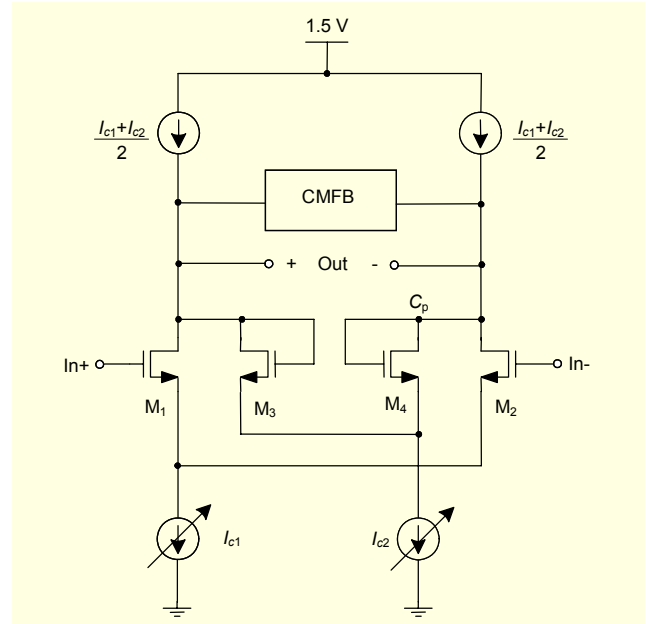 1.5 V
Ic1+Ic2
2
Ic1+Ic2
2
CMFB
+ Out -
Cp
In+
In-
M1
M3
M4
M2
Ic1
Ic2